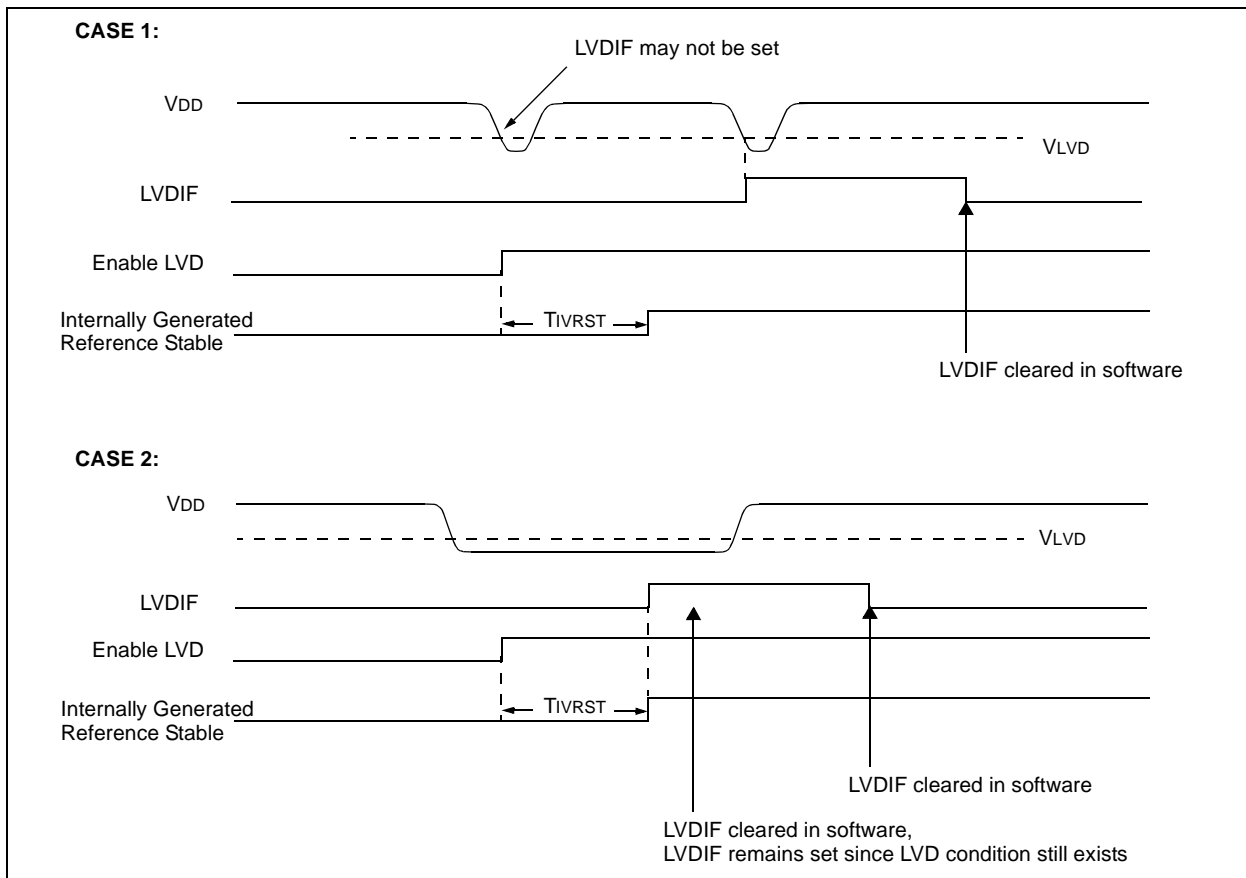 CASE 1:
LVDIF may not be set
VDD
VLVD
LVDIF
Enable LVD
Internally Generated
Reference Stable
TIVRST
LVDIF cleared in software
CASE 2:
VDD
VLVD
LVDIF
Enable LVD
Internally Generated
Reference Stable
TIVRST
LVDIF cleared in software
LVDIF cleared in software,
LVDIF remains set since LVD condition still exists